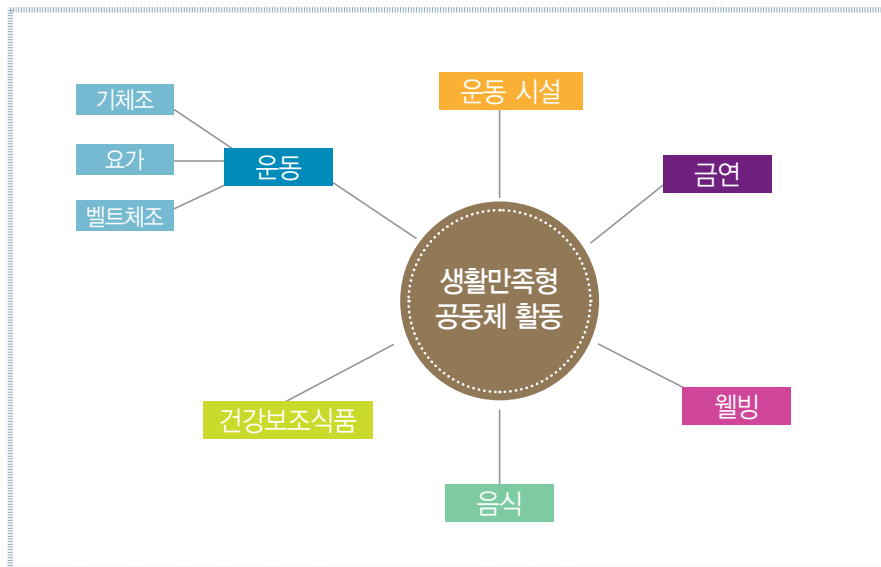 기체조
요가
벨트체조
운동
운동 시설
금연
생활만족형
공동체 활동
건강보조식품
음식
웰빙